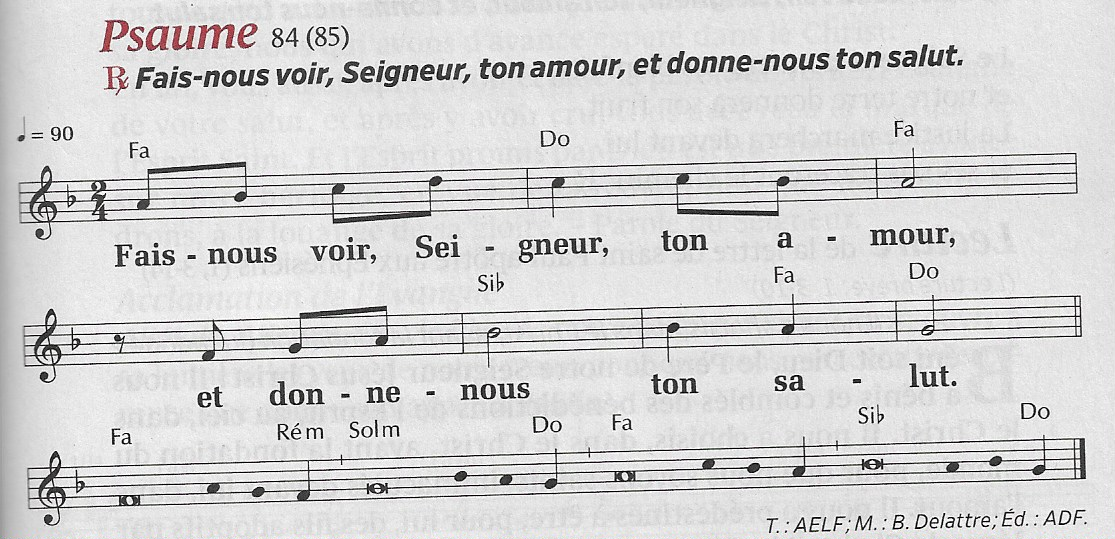 Psaume 84 (85)
℟ Fais-nous voir, Seigneur, ton amour, et donne-nous ton salut.
♩= 90
Fa Do Fa
2
4
Fais - nous voir, Sei - gneur, ton a - mour,
Sib Fa Do
et don - ne - nous ton sa - lut.
Fa Rém Solm Do Fa Sib Do
T.: AELF; M.: B. Delattre; Éd.: ADF.